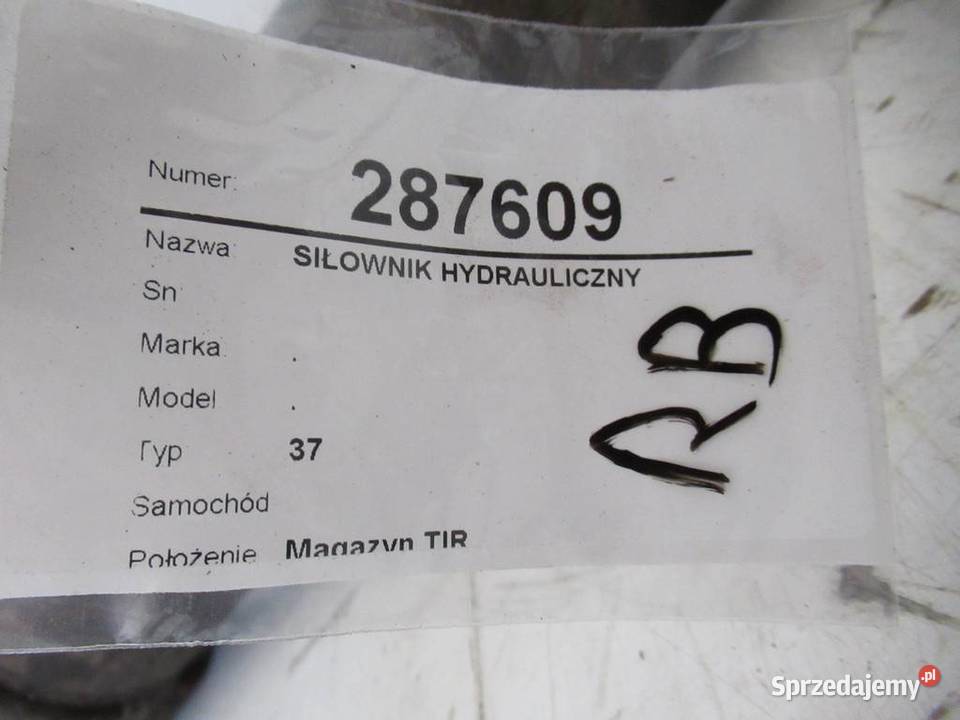 Numer: 287609
Nazwa SIŁOWNIK HYDRAULICZNY
Sn
Marka .
Model .
Typ 37
Samochód
Położenie Magazyn TIR
RB
Sprzedajemy.pl